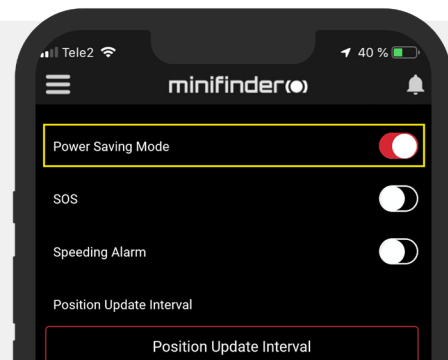 Tele2 40 %
minifinder
Power Saving Mode
SOS
Speeding Alarm
Position Update Interval
Position Update Interval